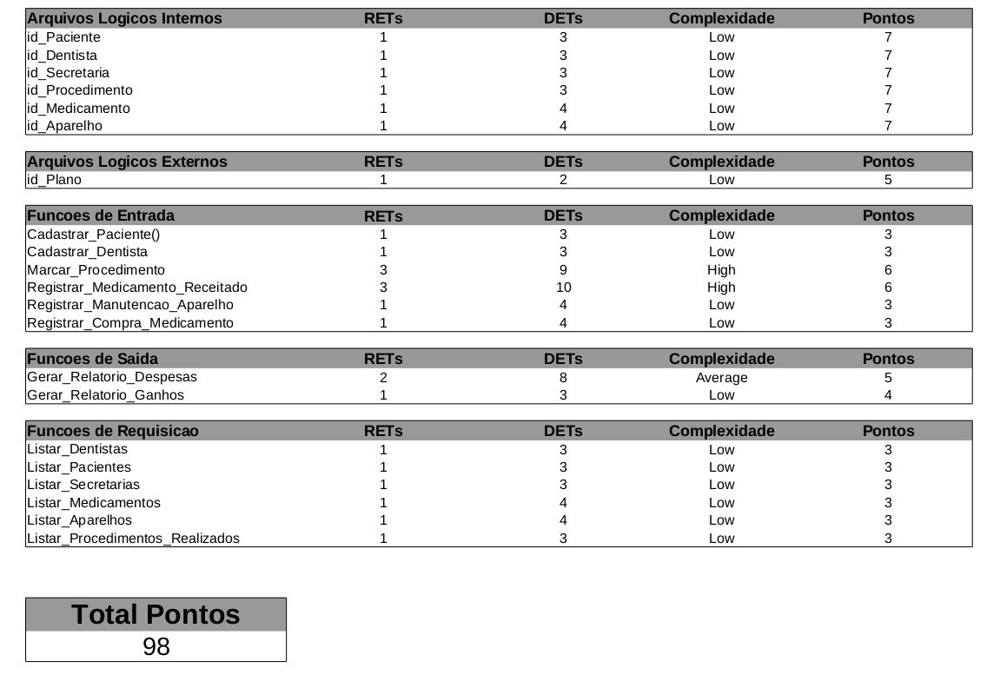 Arquivos Logicos Internos RETs DETs Complexidade Pontos
id_Paciente 1 3 Low 7
id_Dentista 1 3 Low 7
id_Secretaria 1 3 Low 7
id_Procedimento 1 3 Low 7
id_Medicamento 1 4 Low 7
id_Aparelho 1 4 Low 7
Arquivos Logicos Externos RETs DETs Complexidade Pontos
id_Plano 1 2 Low 5
Funcoes de Entrada RETs DETs Complexidade Pontos
Cadastrar_Paciente() 1 3 Low 3
Cadastrar_Dentista 1 3 Low 3
Marcar_Procedimento 3 9 High 6
Registrar_Medicamento_Receitado 3 10 High 6
Registrar_Manutencao_Aparelho 1 4 Low 3
Registrar_Compra_Medicamento 1 4 Low 3
Funcoes de Saida RETs DETs Complexidade Pontos
Gerar_Relatorio_Despesas 2 8 Average 5
Gerar_Relatorio_Ganhos 1 3 Low 4
Funcoes de Requisicao RETs DETs Complexidade Pontos
Listar_Dentistas 1 3 Low 3
Listar_Pacientes 1 3 Low 3
Listar_Secretarias 1 3 Low 3
Listar_Medicamentos 1 4 Low 3
Listar_Aparelhos 1 4 Low 3
Listar_Procedimentos_Realizados 1 3 Low 3
Total Pontos
98